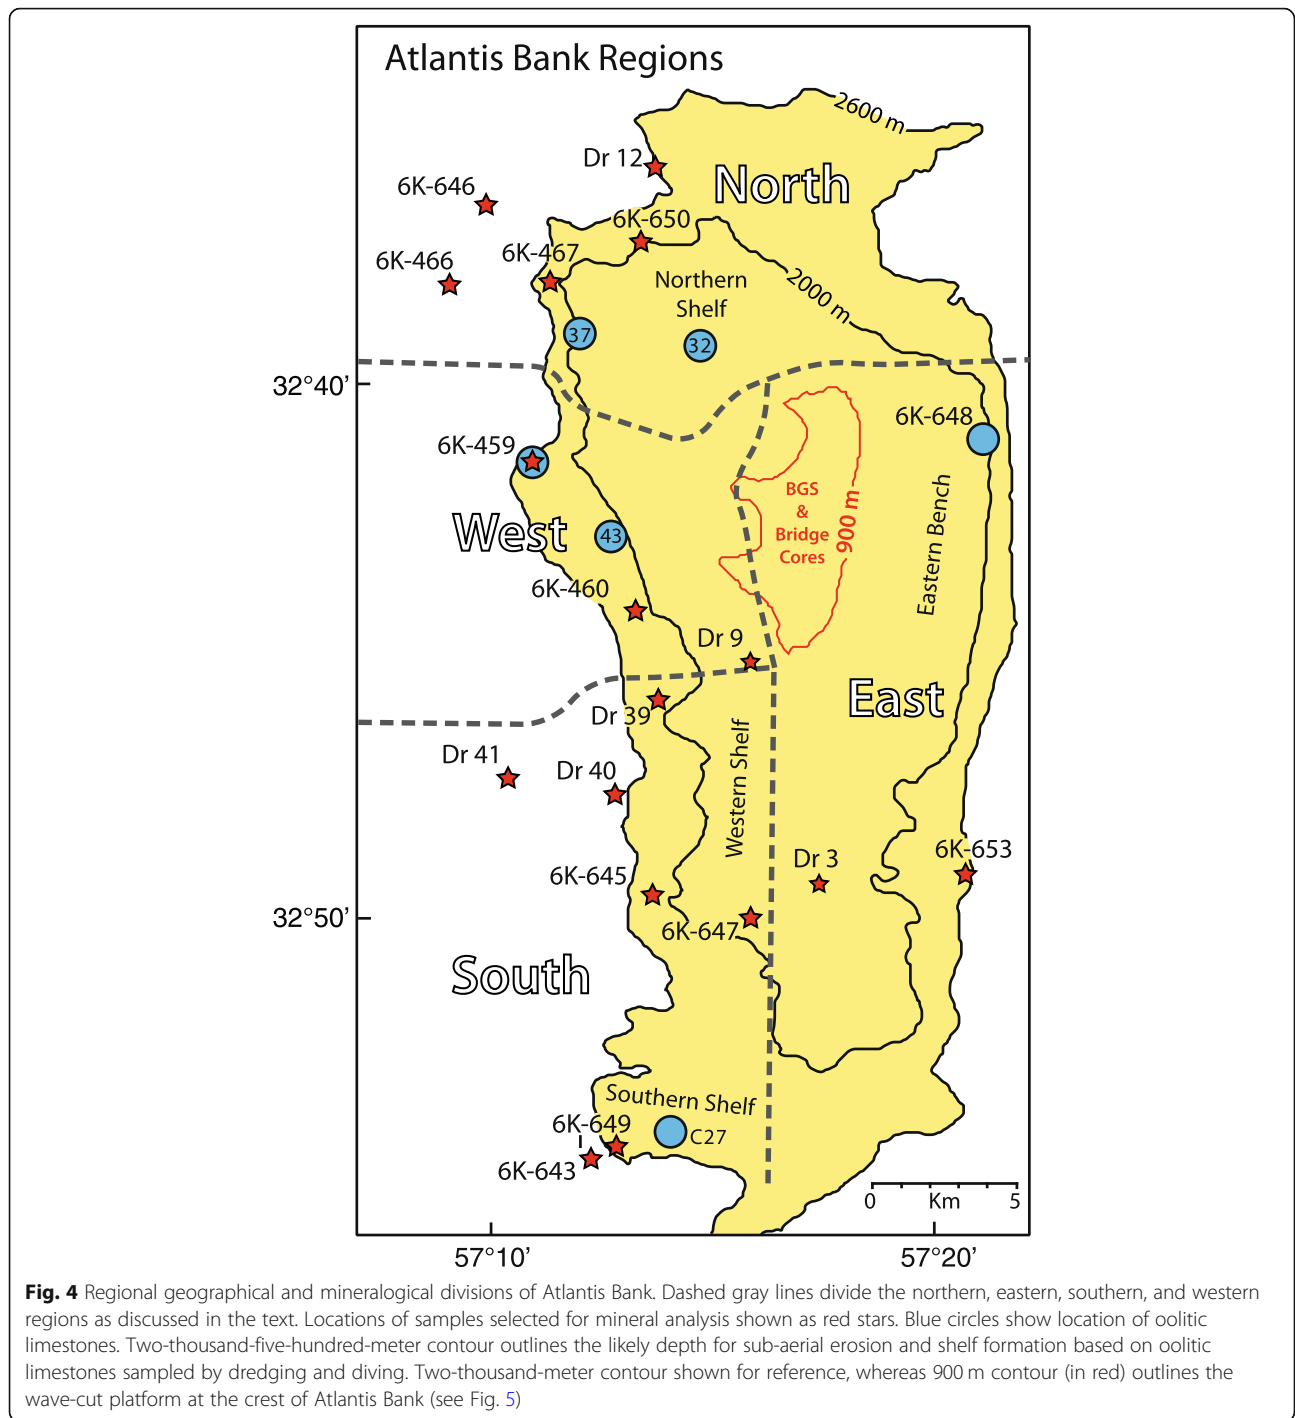 Atlantis Bank Regions
2600 m
Dr 12
North
6K-646
6K-650
6K-467
6K-466
Northern
Shelf
2000 m
37
32
32°40’
6K-648
6K-459
BGS
&
Bridge
Cores
900 m
West
43
Eastern Bench
6K-460
Dr 9
East
Dr 39
Western Shelf
Dr 41
Dr 40
Dr 3
6K-653
6K-645
32°50’
6K-647
South
Southern Shelf
6K-649
C27
6K-643
0 Km 5
57°10’
57°20’
Fig. 4 Regional geographical and mineralogical divisions of Atlantis Bank. Dashed gray lines divide the northern, eastern, southern, and western
regions as discussed in the text. Locations of samples selected for mineral analysis shown as red stars. Blue circles show location of oolitic
limestones. Two-thousand-five-hundred-meter contour outlines the likely depth for sub-aerial erosion and shelf formation based on oolitic
limestones sampled by dredging and diving. Two-thousand-meter contour shown for reference, whereas 900 m contour (in red) outlines the
wave-cut platform at the crest of Atlantis Bank (see Fig. 5)